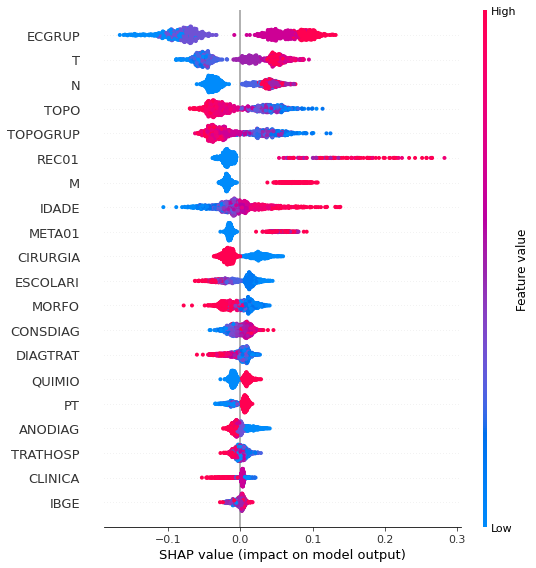 High
ECGRUP
T
N
TOPO
TOPOGRUP
REC01
M
IDADE
META01
CIRURGIA
ESCOLARI
MORFO
CONSDIAG
DIAGTRAT
QUIMIO
PT
ANODIAG
TRATHOSP
CLINICA
IBGE
Feature value
Low
−0.1 0.0 0.1 0.2 0.3
SHAP value (impact on model output)